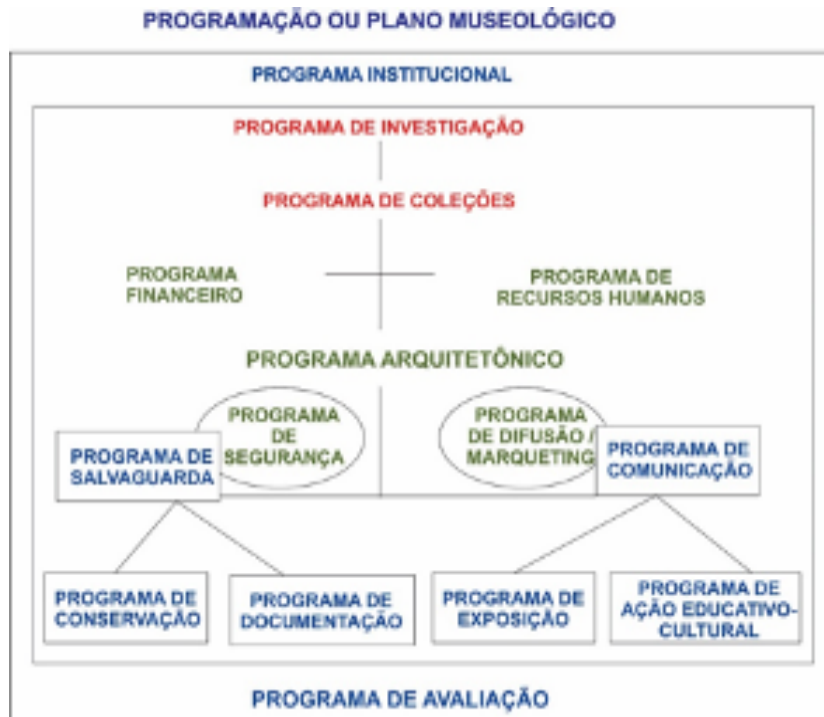 PROGRAMAÇÃO OU PLANO MUSEOLÓGICO
PROGRAMA INSTITUCIONAL
PROGRAMA DE INVESTIGAÇÃO
PROGRAMA DE COLEÇÕES
PROGRAMA
FINANCEIRO
PROGRAMA DE
RECURSOS HUMANOS
PROGRAMA ARQUITETÔNICO
PROGRAMA
DE
SEGURANÇA
PROGRAMA
DE DIFUSÃO /
MARQUETING
PROGRAMA DE
SALVAGUARDA
PROGRAMA DE
COMUNICAÇÃO
PROGRAMA DE
CONSERVAÇÃO
PROGRAMA DE
DOCUMENTAÇÃO
PROGRAMA DE
EXPOSIÇÃO
PROGRAMA DE
AÇÃO EDUCATIVO-
CULTURAL
PROGRAMA DE AVALIAÇÃO